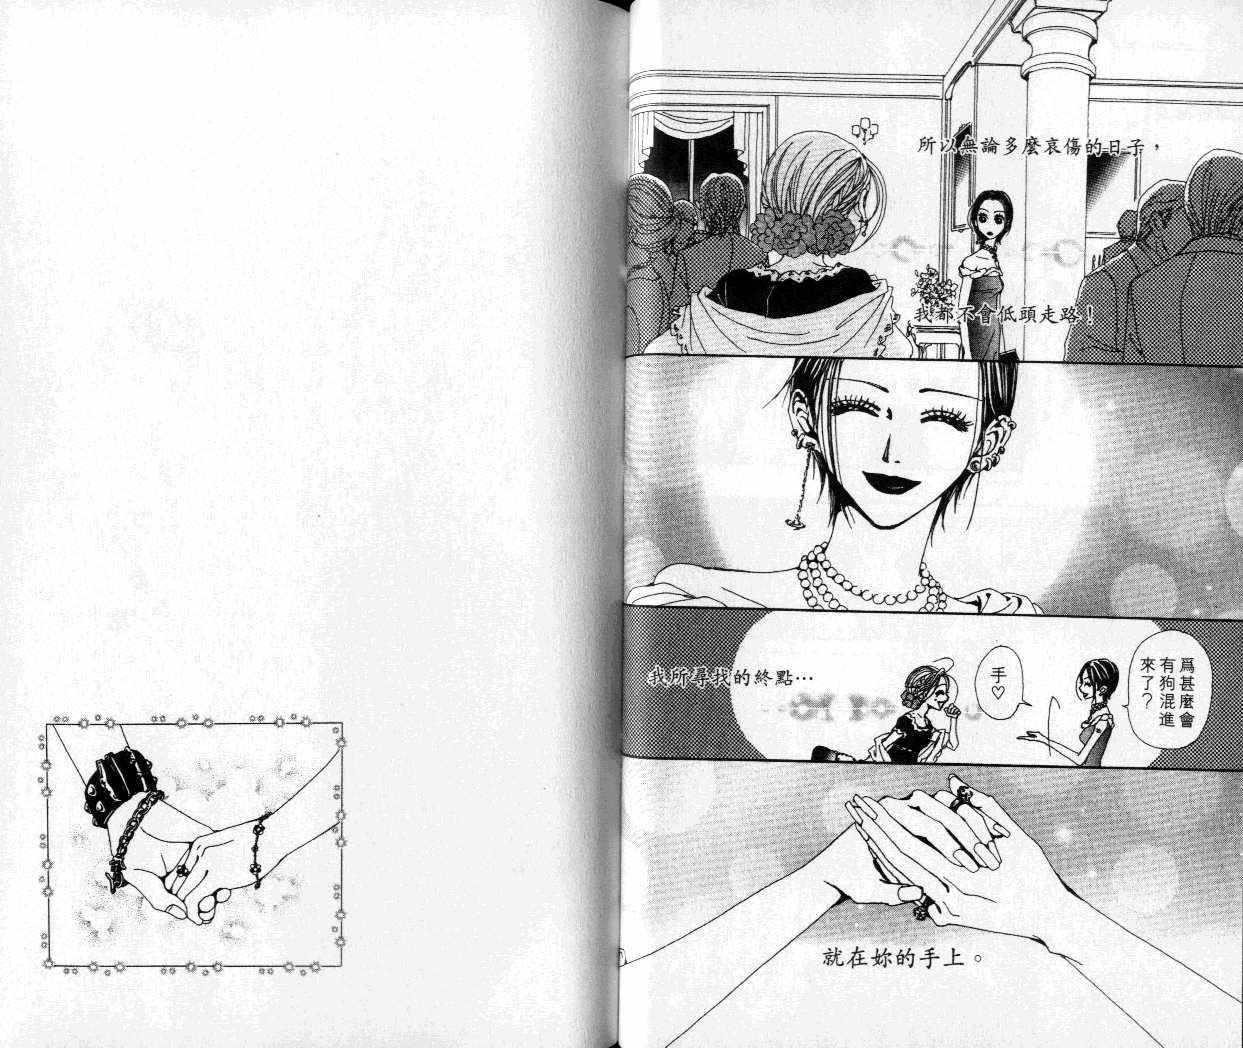 所以無論多麼哀傷的日子，
我都不會低頭走路！
為甚麼會
有狗混進
來了？
手♡
我所尋找的終點…
就在妳的手上。